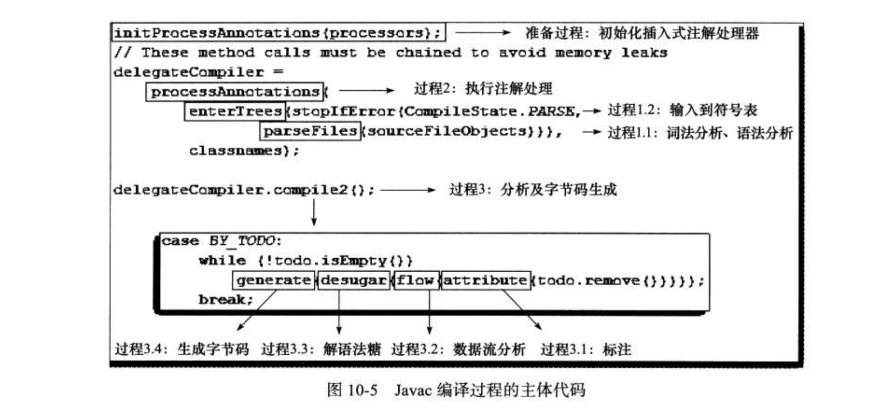 initProcessAnnotations(processors); 准备过程：初始化插入式注解处理器
// These method calls must be chained to avoid memory leaks
delegateCompiler =
processAnnotations( 过程2：执行注解处理
enterTrees(stopIfError(CompileState.PARSE, 过程1.2：输入到符号表
parseFiles(sourceFileObjects))), 过程1.1：词法分析、语法分析
classnames);
delegateCompiler.compile2(); 过程3：分析及字节码生成
case BY_TODO:
while (!todo.isEmpty())
generate(desugar(flow(attribute(todo.remove()))));
break;
过程3.4：生成字节码 过程3.3：解语法糖 过程3.2：数据流分析 过程3.1：标注
图 10-5 Javac 编译过程的主体代码